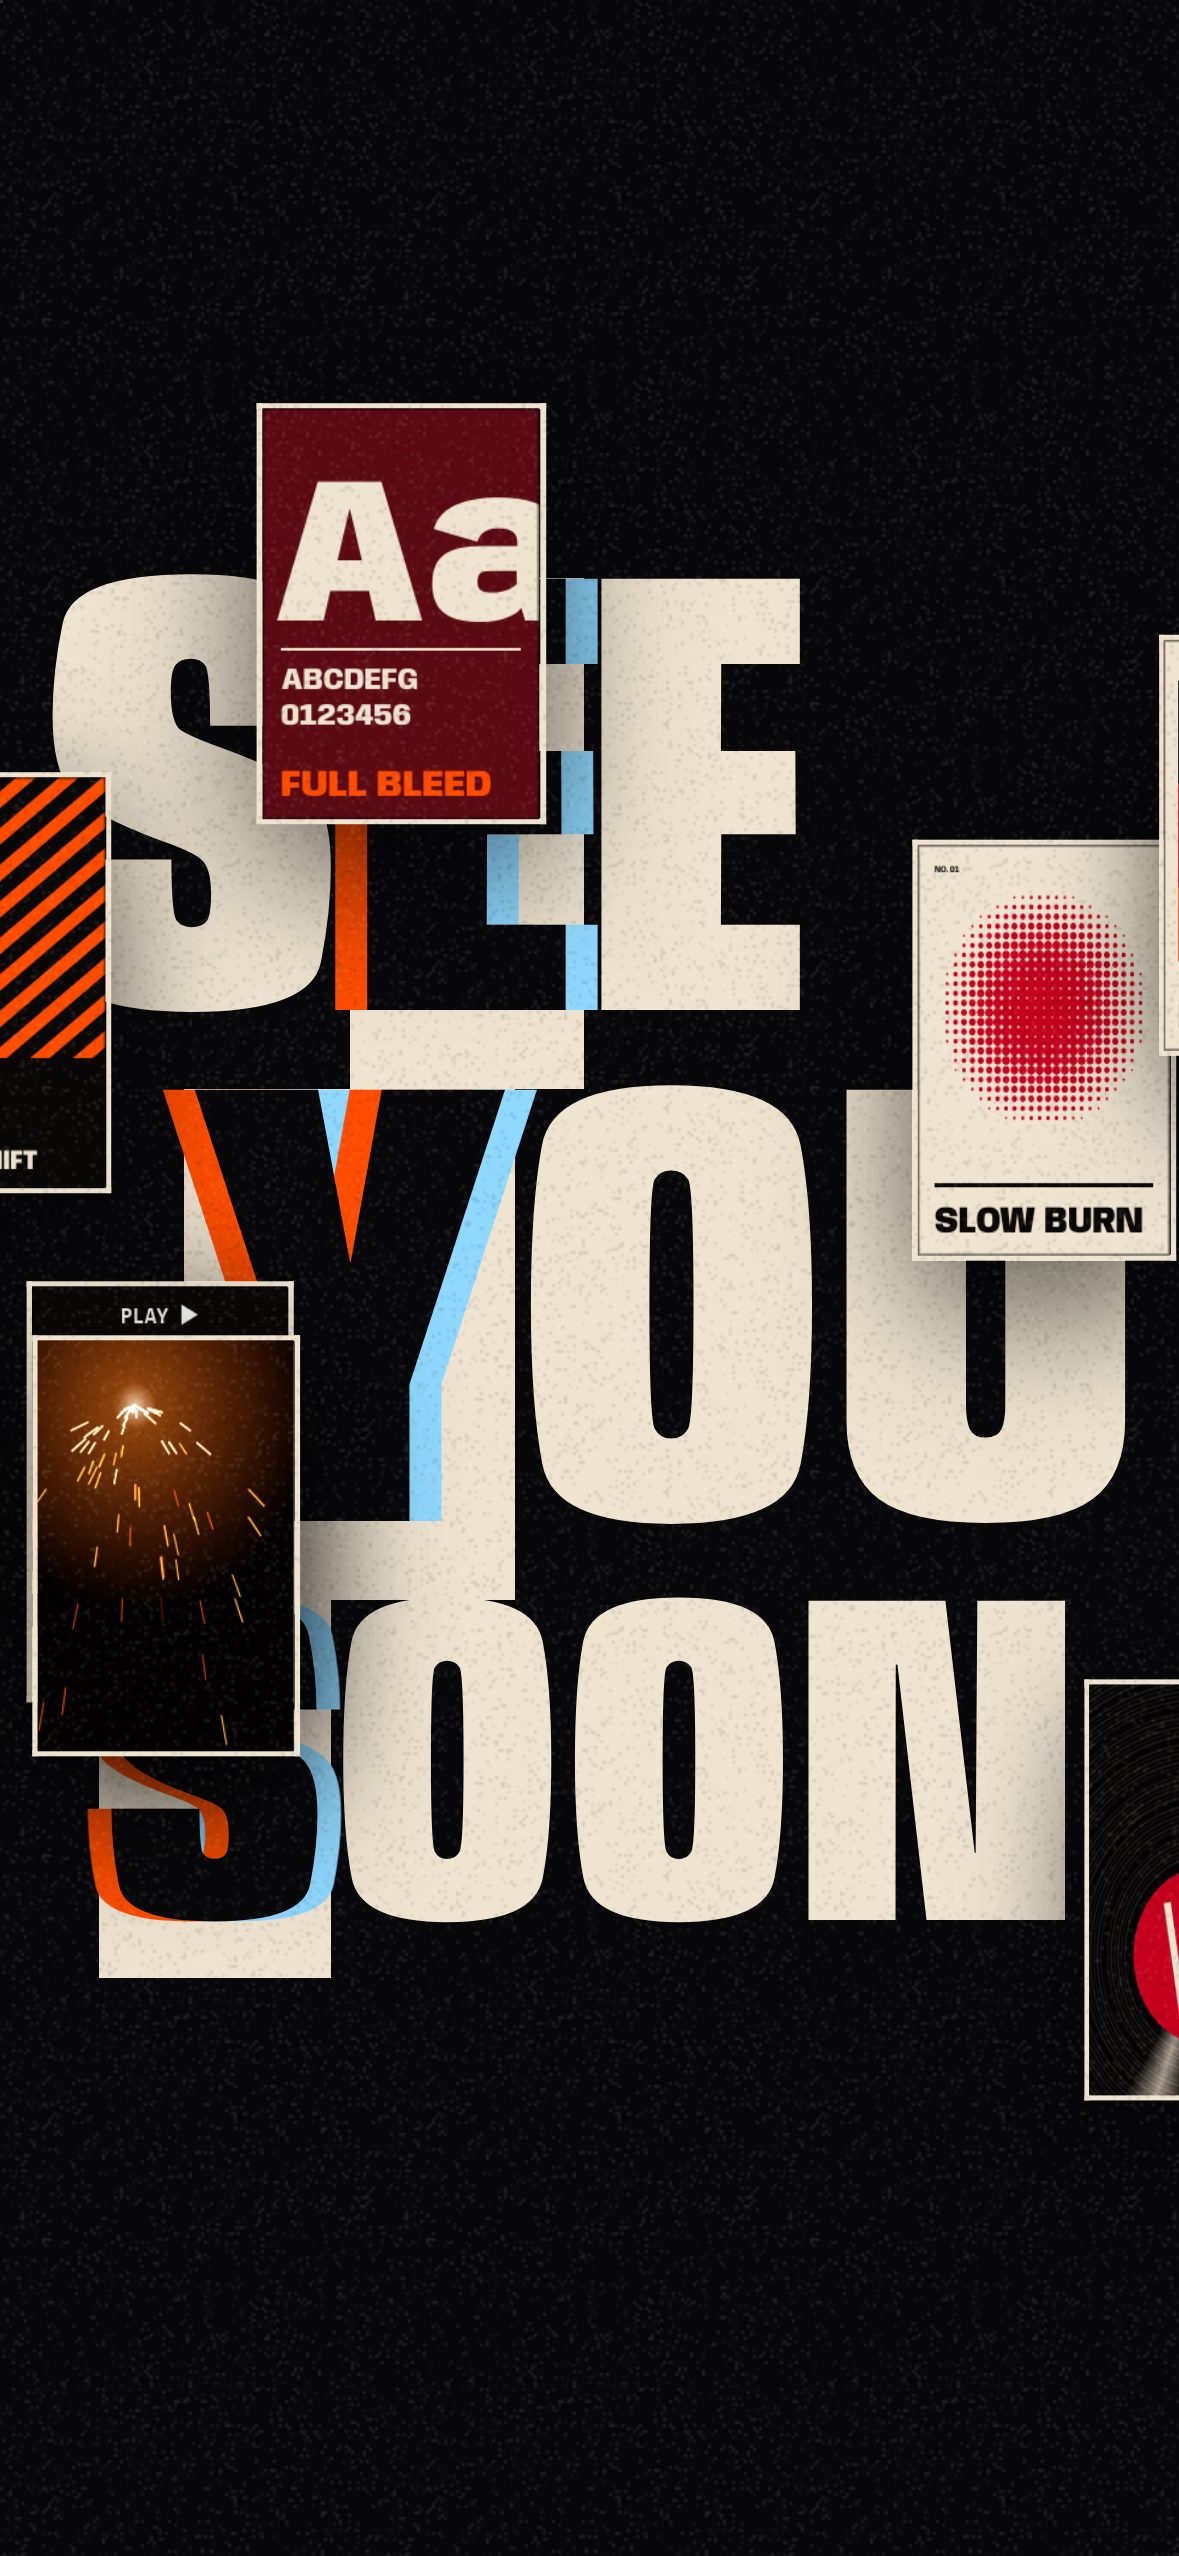 Aa
ABCDEFG
0123456
FULL BLEED
SEE
NO. 01
SLOW BURN
YOU
PLAY
SOON